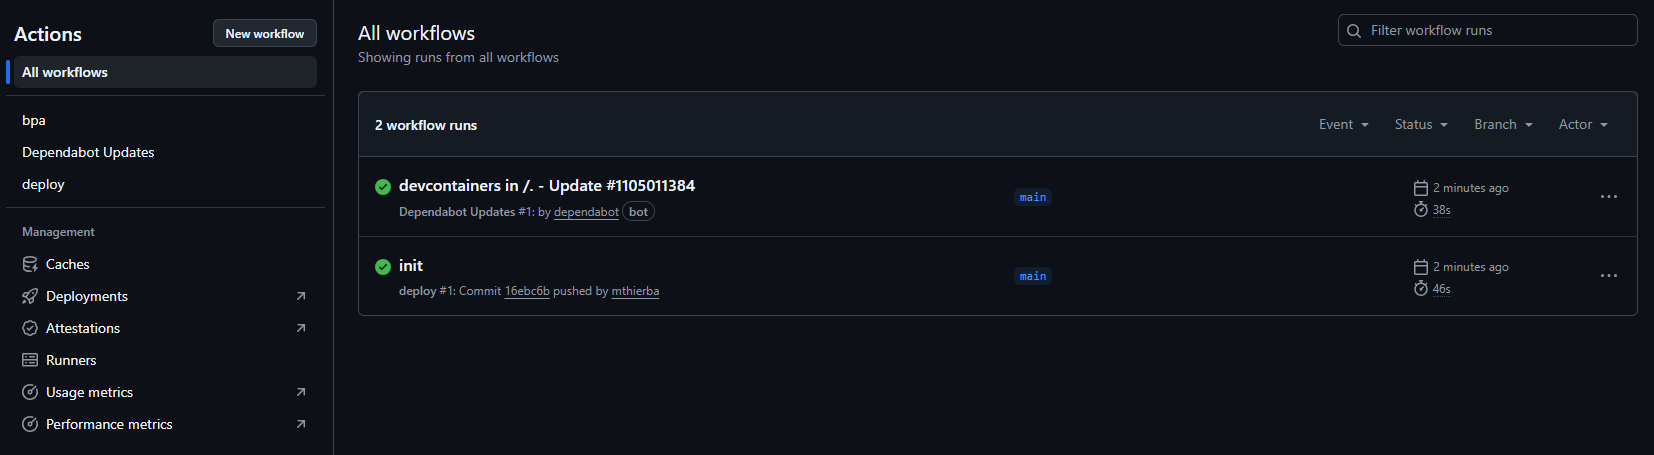 Actions
New workflow
All workflows
bpa
Dependabot Updates
deploy
Management
Caches
Deployments
Attestations
Runners
Usage metrics
Performance metrics
All workflows
Showing runs from all workflows
Filter workflow runs
2 workflow runs
Event
Status
Branch
Actor
devcontainers in /. - Update #1105011384
Dependabot Updates #1: by dependabot bot
main
2 minutes ago
38s
init
deploy #1: Commit 16ebc6b pushed by mthierba
main
2 minutes ago
46s